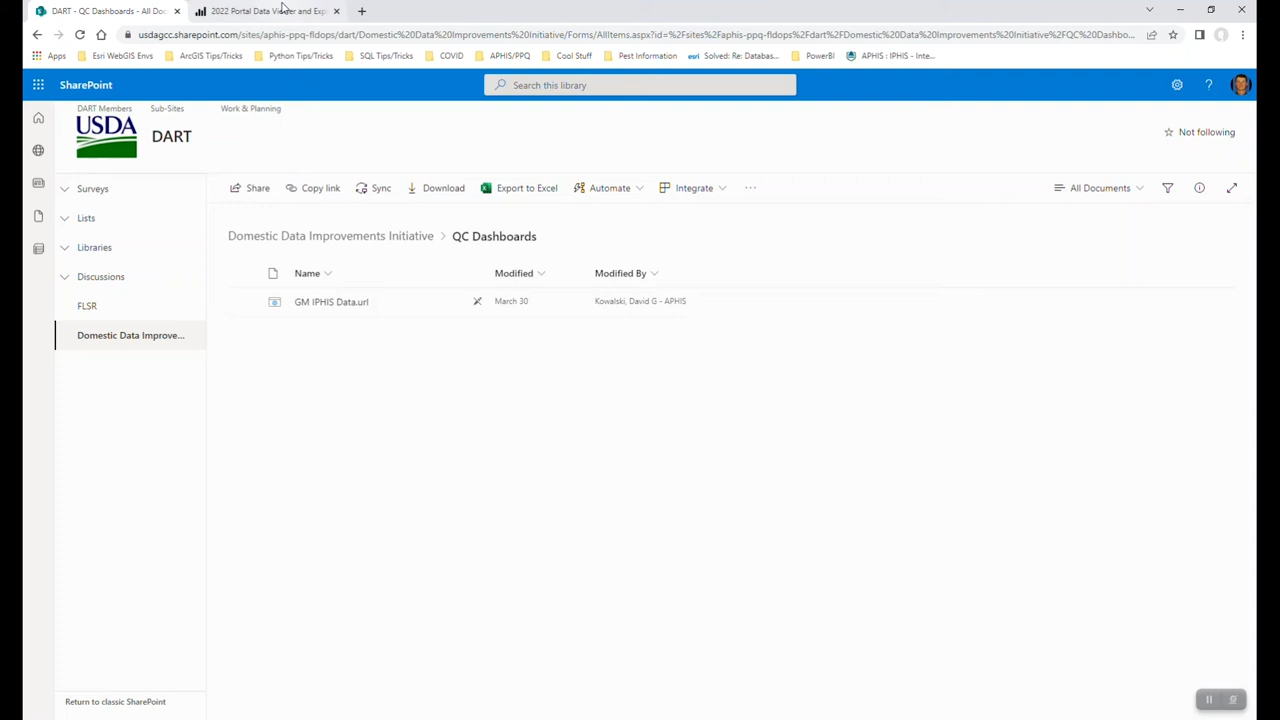 DART - QC Dashboards - All Doc
2022 Portal Data Viewer and Exp
usdagcc.sharepoint.com/sites/aphis-ppq-fldops/dart/Domestic%20Data%20Improvements%20Initiative/Forms/AllItems.aspx?id=%2Fsites%2Faphis-ppq-fldops%2Fdart%2FDomestic%20Data%20Improvements%20Initiative%2FQC%20Dashbo...
Apps
Esri WebGIS Envs
ArcGIS Tips/Tricks
Python Tips/Tricks
SQL Tips/Tricks
COVID
APHIS/PPQ
Cool Stuff
Pest Information
esri
Solved: Re: Databas...
PowerBI
APHIS : IPHIS - Inte...
SharePoint
Search this library
DART Members
Sub-Sites
Work & Planning
USDA
DART
Not following
Surveys
Lists
Libraries
Discussions
FLSR
Domestic Data Improve...
Share
Copy link
Sync
Download
Export to Excel
Automate
Integrate
All Documents
Domestic Data Improvements Initiative > QC Dashboards
Name
Modified
Modified By
GM IPHIS Data.url
March 30
Kowalski, David G - APHIS
Return to classic SharePoint